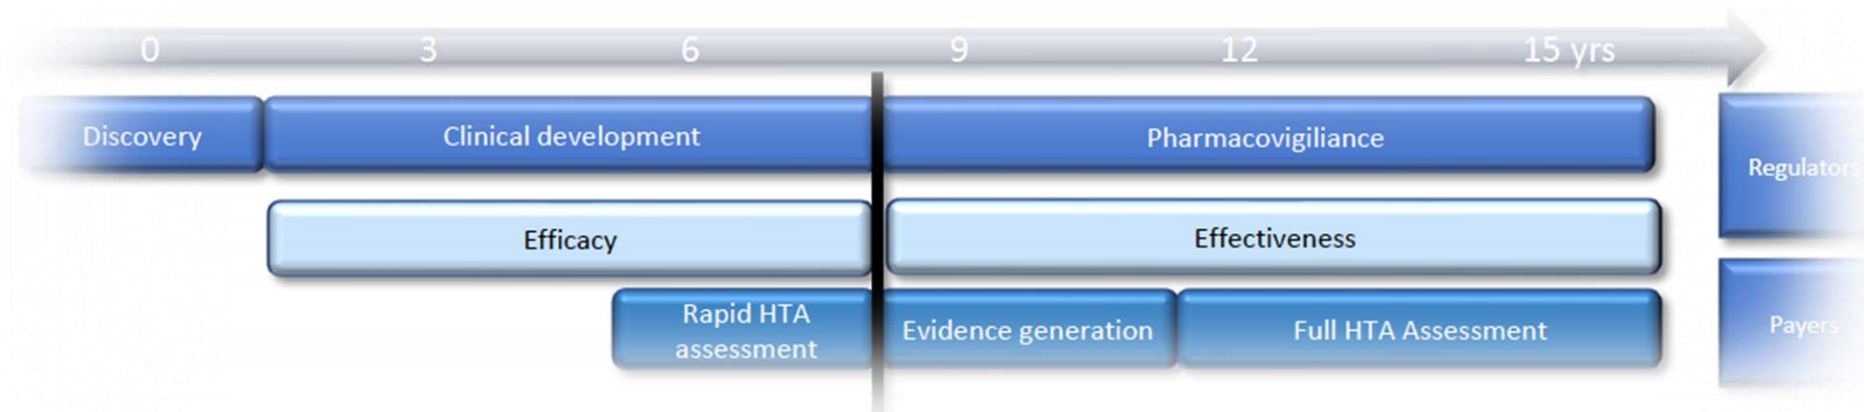 0 3 6 9 12 15 yrs
Discovery Clinical development Pharmacovigiliance
Regulators
Efficacy Effectiveness
Rapid HTA
assessment
Evidence generation Full HTA Assessment
Payers